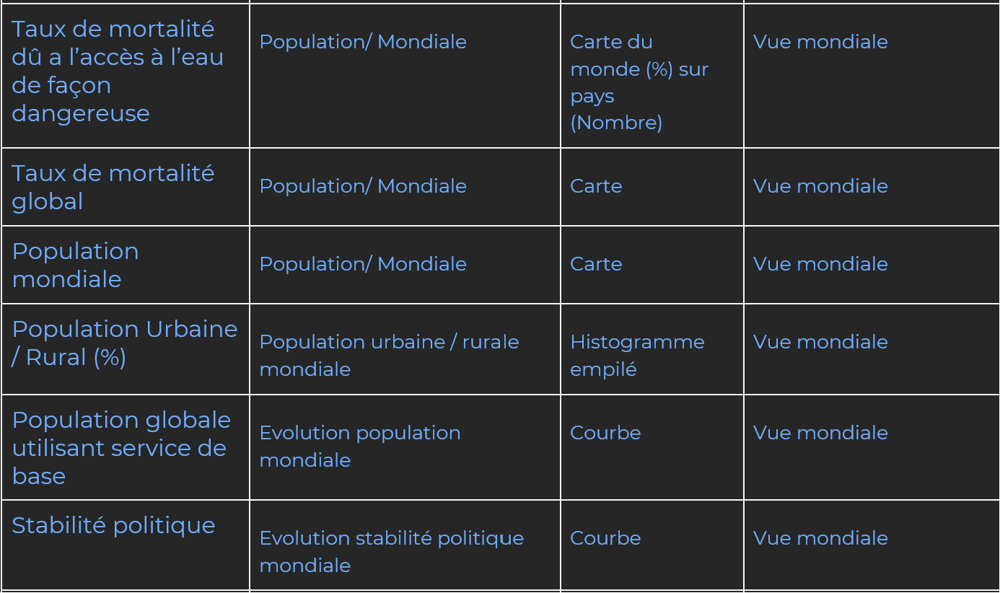 Taux de mortalité
dû a l’accès à l’eau
de façon
dangereuse
Population/ Mondiale
Carte du
monde (%) sur
pays
(Nombre)
Vue mondiale
Taux de mortalité
global
Population/ Mondiale
Carte
Vue mondiale
Population
mondiale
Population/ Mondiale
Carte
Vue mondiale
Population Urbaine
/ Rural (%)
Population urbaine / rurale
mondiale
Histogramme
empilé
Vue mondiale
Population globale
utilisant service de
base
Evolution population
mondiale
Courbe
Vue mondiale
Stabilité politique
Evolution stabilité politique
mondiale
Courbe
Vue mondiale